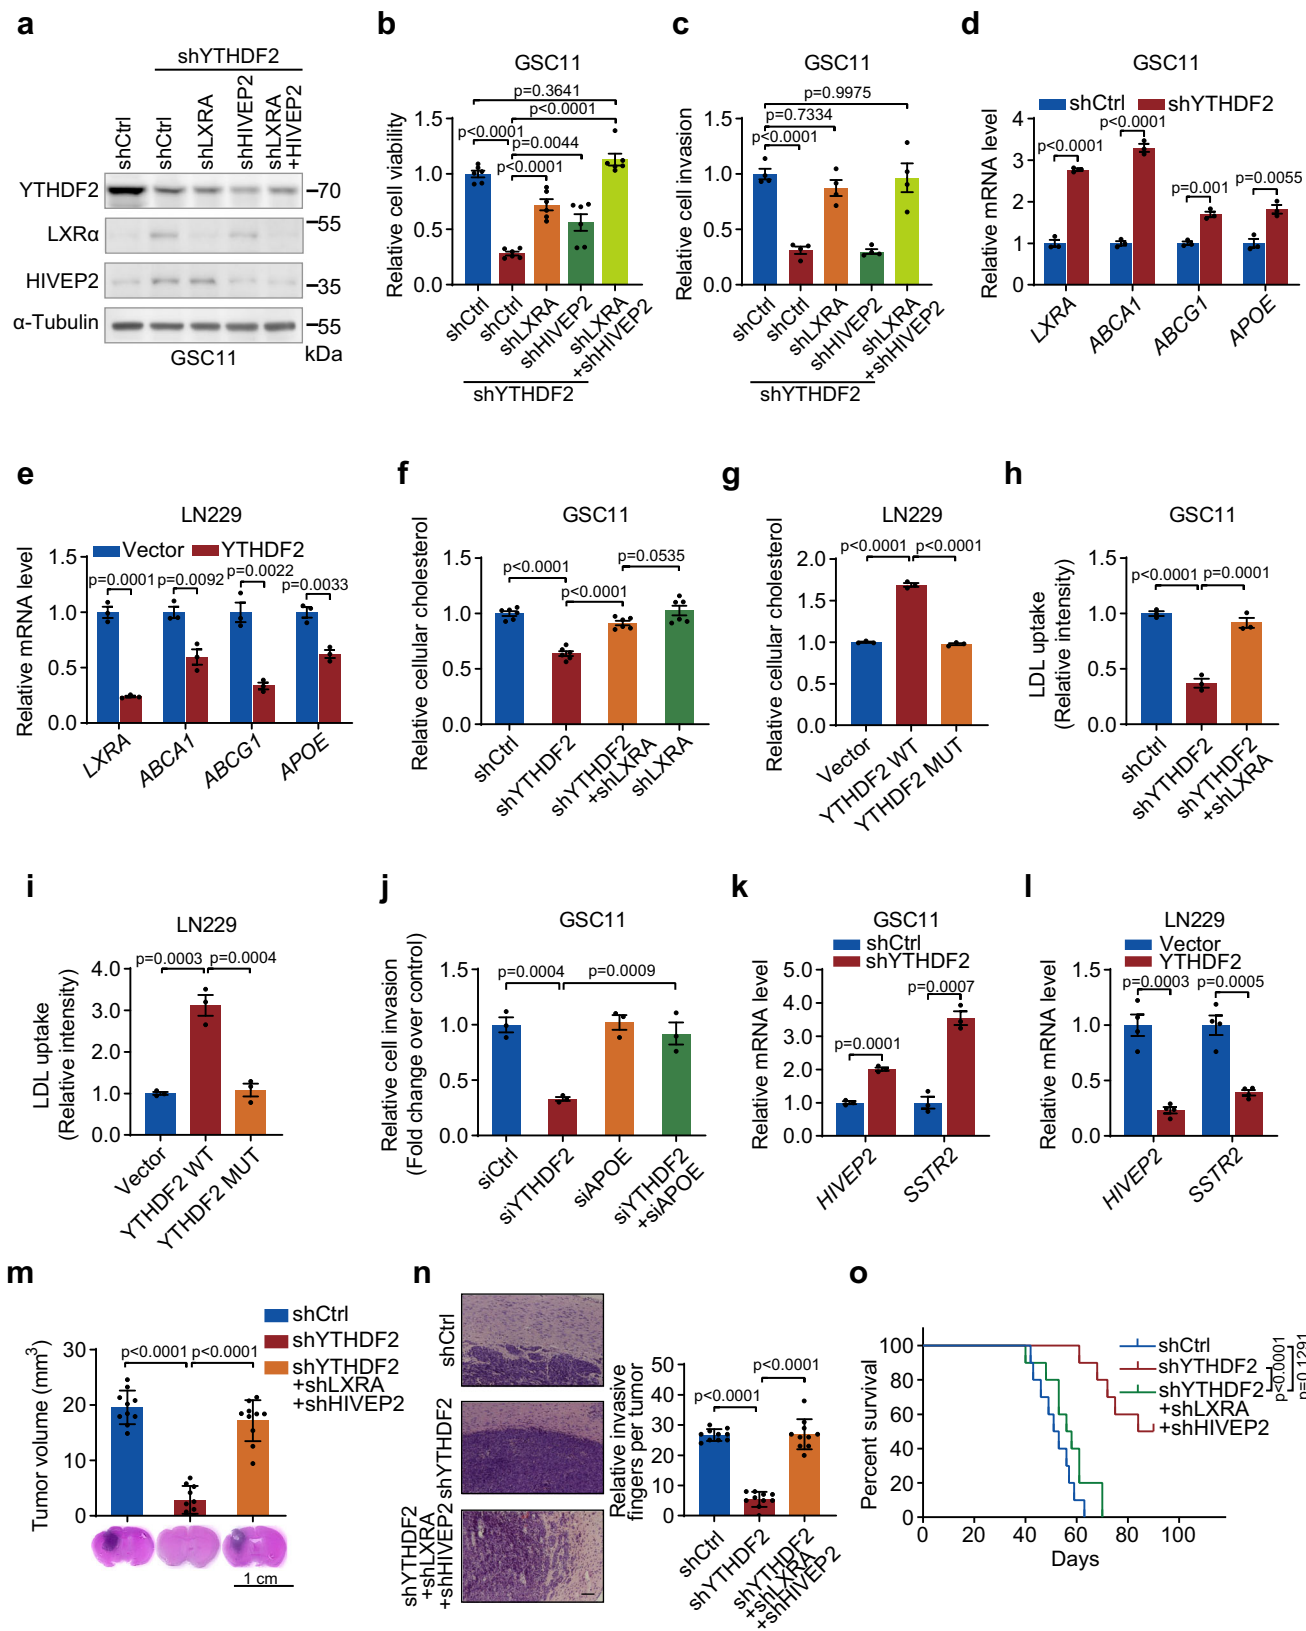 a
shYTHDF2
shCtrl
shCtrl
shLXRA
shHIVEP2
shLXRA
+HIVEP2
YTHDF2
70
LXRα
55
HIVEP2
35
α-Tubulin
55
GSC11
kDa
b
GSC11
p=0.3641
p<0.0001
p<0.0001
p=0.0044
p<0.0001
Relative cell viability
1.5
1.0
0.5
0.0
shCtrl
shCtrl
shLXRA
shHIVEP2
shLXRA
+shHIVEP2
shYTHDF2
c
GSC11
p=0.9975
p=0.7334
p<0.0001
Relative cell invasion
1.5
1.0
0.5
0.0
shCtrl
shCtrl
shLXRA
shHIVEP2
shLXRA
+shHIVEP2
shYTHDF2
d
GSC11
shCtrl
shYTHDF2
p<0.0001
p<0.0001
p=0.001
p=0.0055
Relative mRNA level
4
3
2
1
0
LXRA
ABCA1
ABCG1
APOE
e
LN229
Vector
YTHDF2
p=0.0001
p=0.0092
p=0.0022
p=0.0033
Relative mRNA level
1.5
1.0
0.5
0.0
LXRA
ABCA1
ABCG1
APOE
f
GSC11
p<0.0001
p<0.0001
p=0.0535
Relative cellular cholesterol
1.5
1.0
0.5
0.0
shCtrl
shYTHDF2
shYTHDF2
+shLXRA
shLXRA
g
LN229
p<0.0001
p<0.0001
Relative cellular cholesterol
2.0
1.5
1.0
0.5
0.0
Vector
YTHDF2 WT
YTHDF2 MUT
h
GSC11
p<0.0001
p=0.0001
LDL uptake
(Relative intensity)
1.5
1.0
0.5
0.0
shCtrl
shYTHDF2
shYTHDF2
+shLXRA
i
LN229
p=0.0003
p=0.0004
LDL uptake
(Relative intensity)
4.0
3.0
2.0
1.0
0.0
Vector
YTHDF2 WT
YTHDF2 MUT
j
GSC11
p=0.0004
p=0.0009
Relative cell invasion
(Fold change over control)
1.5
1.0
0.5
0.0
siCtrl
siYTHDF2
siAPOE
siYTHDF2
+siAPOE
k
GSC11
shCtrl
shYTHDF2
p=0.0001
p=0.0007
Relative mRNA level
5.0
4.0
3.0
2.0
1.0
0.0
HIVEP2
SSTR2
l
LN229
Vector
YTHDF2
p=0.0003
p=0.0005
Relative mRNA level
1.5
1.0
0.5
0.0
HIVEP2
SSTR2
m
shCtrl
shYTHDF2
shYTHDF2
+shLXRA
+shHIVEP2
p<0.0001
p<0.0001
Tumor volume (mm³)
30
20
10
0
1 cm
n
shCtrl
shYTHDF2
shYTHDF2
+shLXRA
+shHIVEP2
p<0.0001
p<0.0001
Relative invasive
fingers per tumor
50
40
30
20
10
0
shCtrl
shYTHDF2
shYTHDF2
+shLXRA
+shHIVEP2
o
Percent survival
100
80
60
40
20
0
0
20
40
60
80
100
Days
shCtrl
shYTHDF2
shYTHDF2
+shLXRA
+shHIVEP2
p<0.0001
p=0.1291